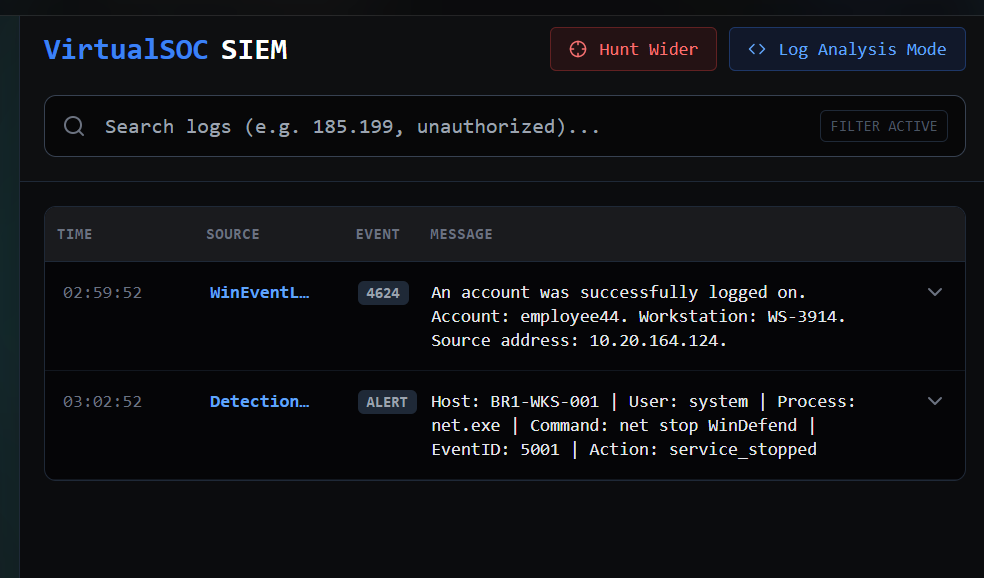 VirtualSOC SIEM
Hunt Wider
<> Log Analysis Mode
Search logs (e.g. 185.199, unauthorized)...
FILTER ACTIVE
TIME SOURCE EVENT MESSAGE
02:59:52 WinEventL… 4624 An account was successfully logged on.
Account: employee44. Workstation: WS-3914.
Source address: 10.20.164.124.
03:02:52 Detection… ALERT Host: BR1-WKS-001 | User: system | Process:
net.exe | Command: net stop WinDefend |
EventID: 5001 | Action: service_stopped